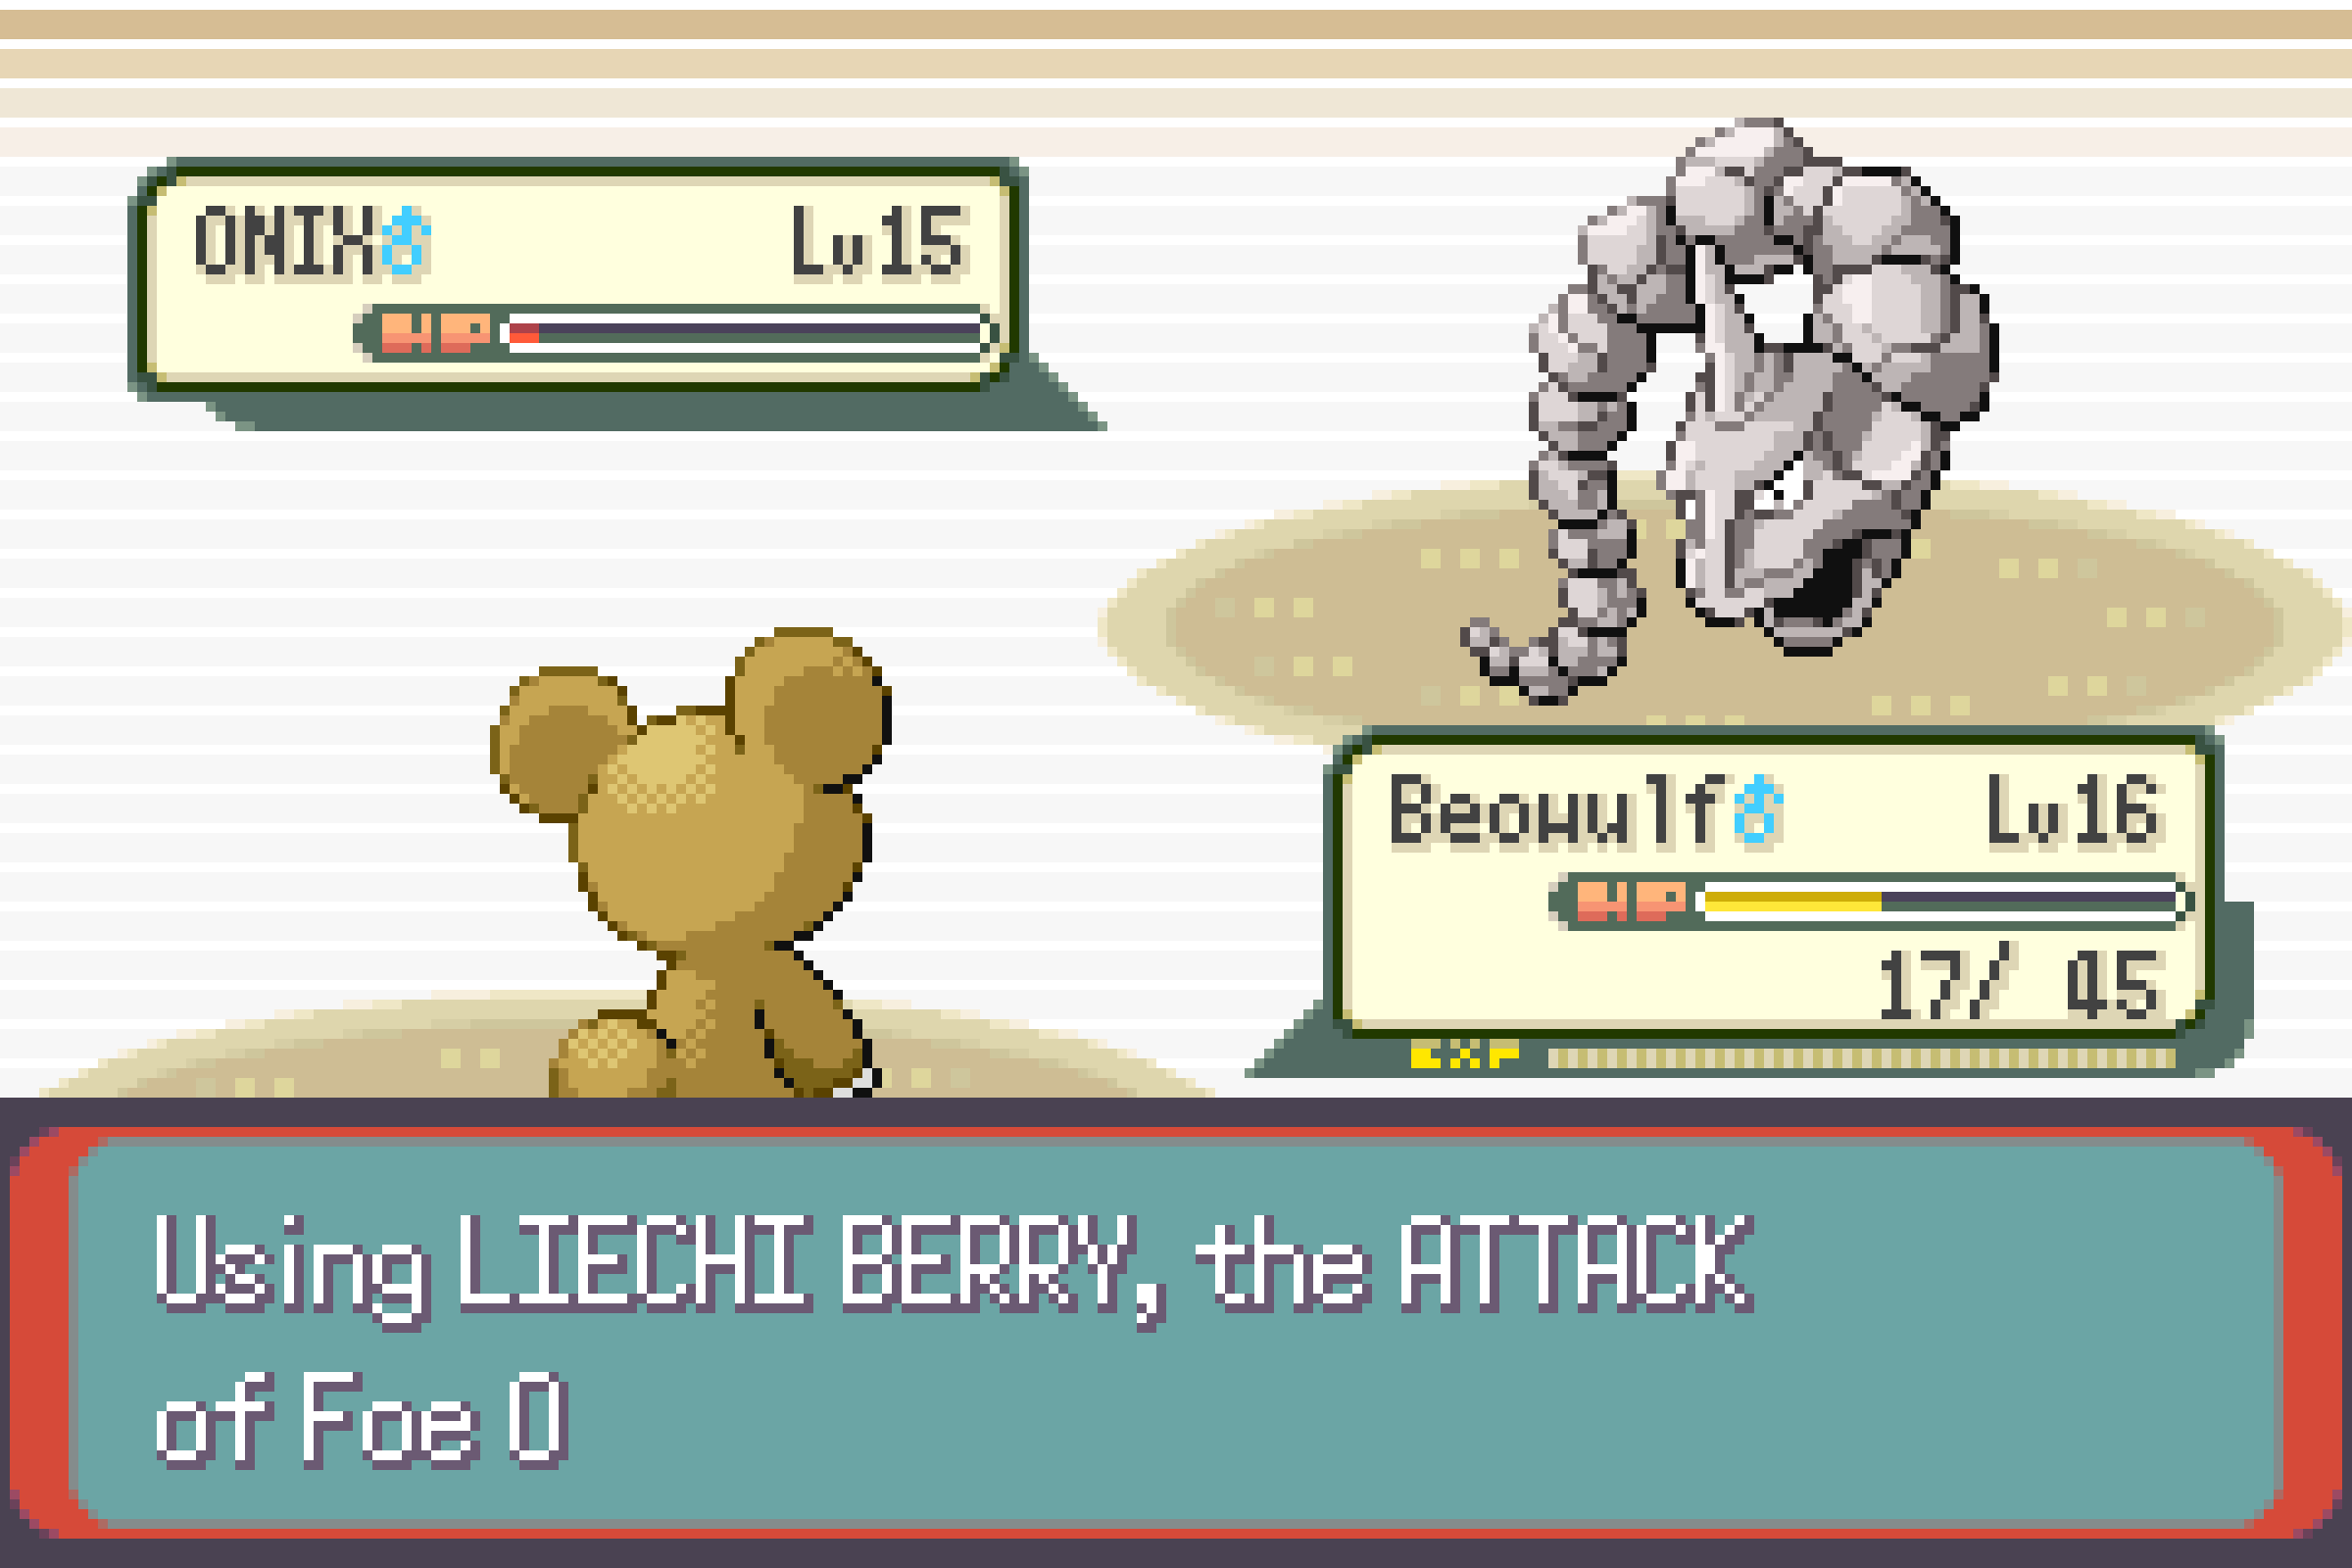 ONIX♂ Lv15
HP
Beowulf♂ Lv16
HP
17/ 45
EXP
Using LIECHI BERRY, the ATTACK
of Foe O